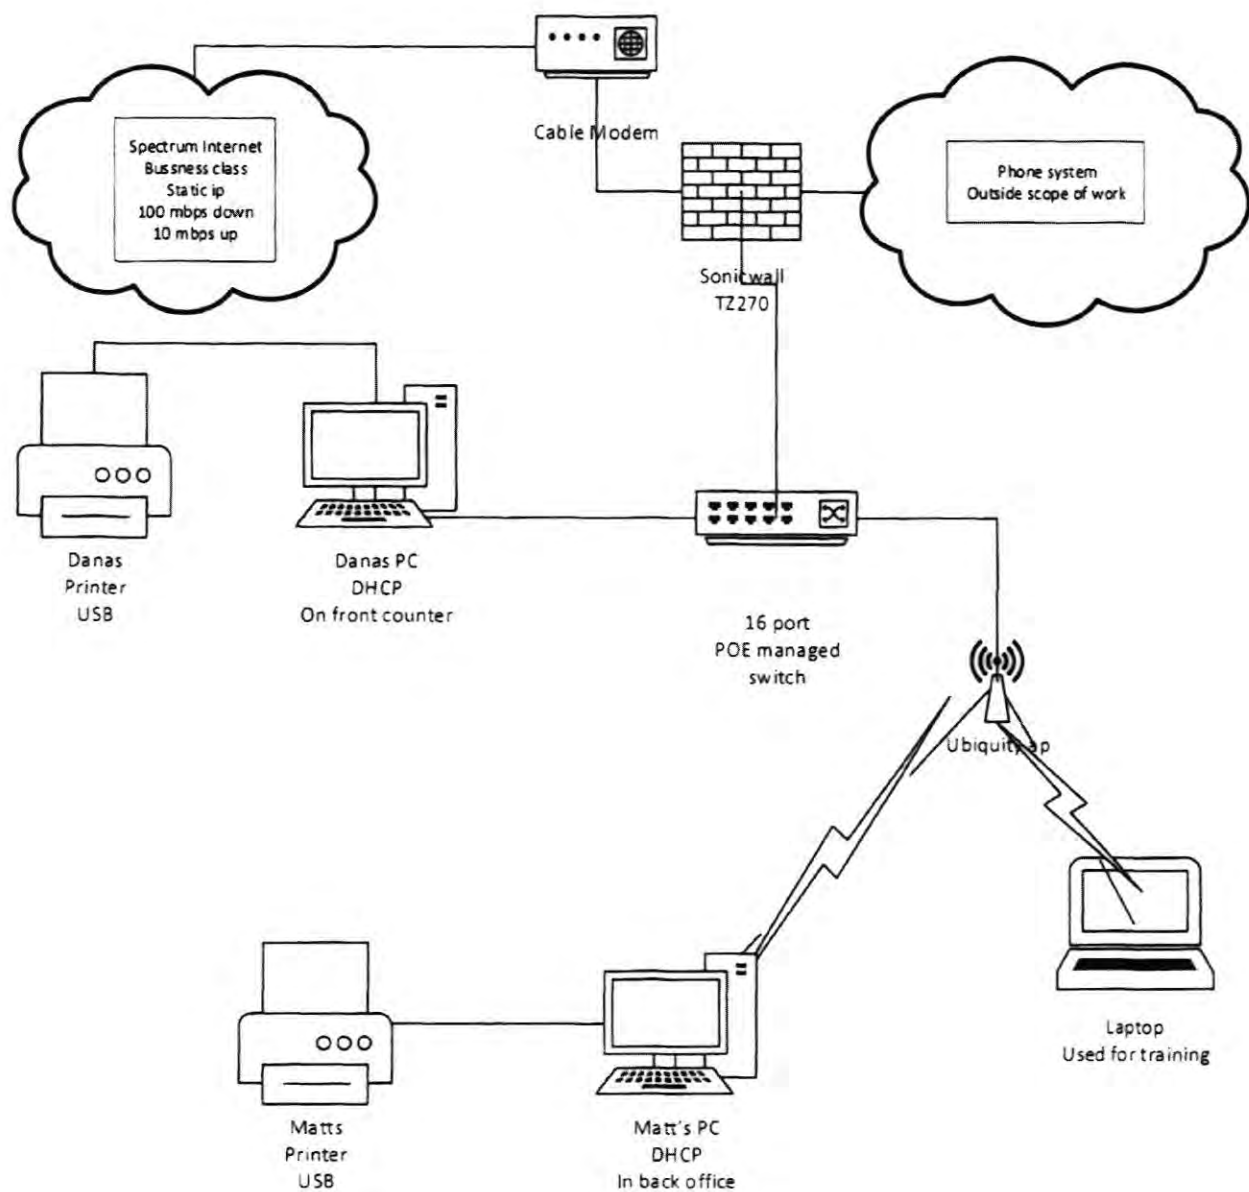 Cable Modem
Spectrum Internet
Bussness class
Static ip
100 mbps down
10 mbps up
Phone system
Outside scope of work
Sonicwall
TZ270
Danas
Printer
USB
Danas PC
DHCP
On front counter
16 port
POE managed
switch
Ubiquity ap
Laptop
Used for training
Matts
Printer
USB
Matt's PC
DHCP
In back office